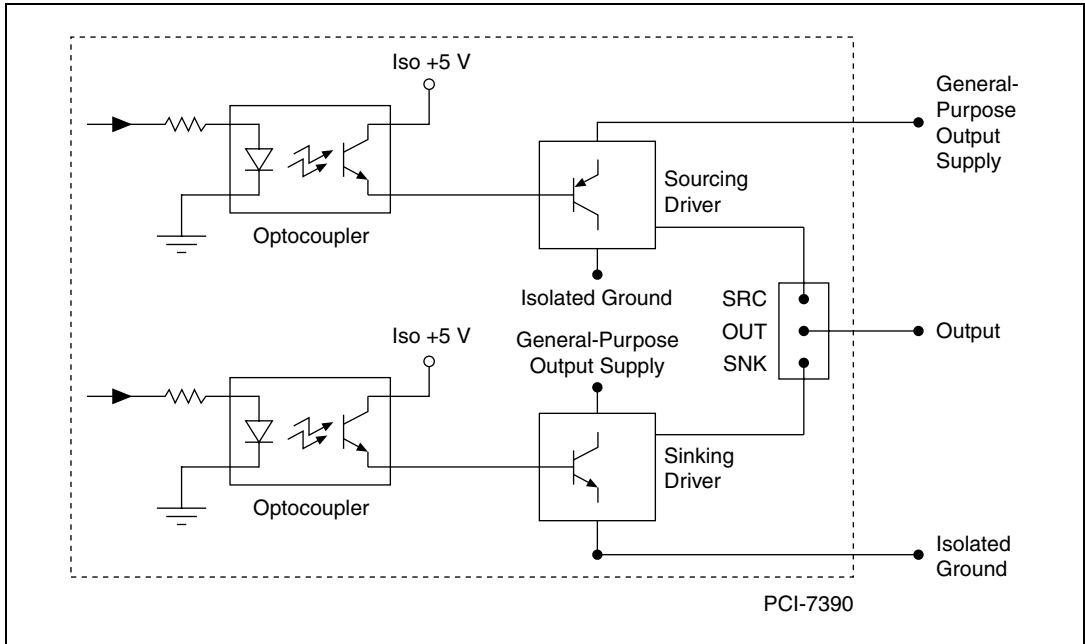 Iso +5 V
General-
Purpose
Output
Supply
Sourcing
Driver
Optocoupler
Isolated Ground
SRC
OUT
SNK
Output
Iso +5 V
General-Purpose
Output Supply
Sinking
Driver
Optocoupler
Isolated
Ground
PCI-7390